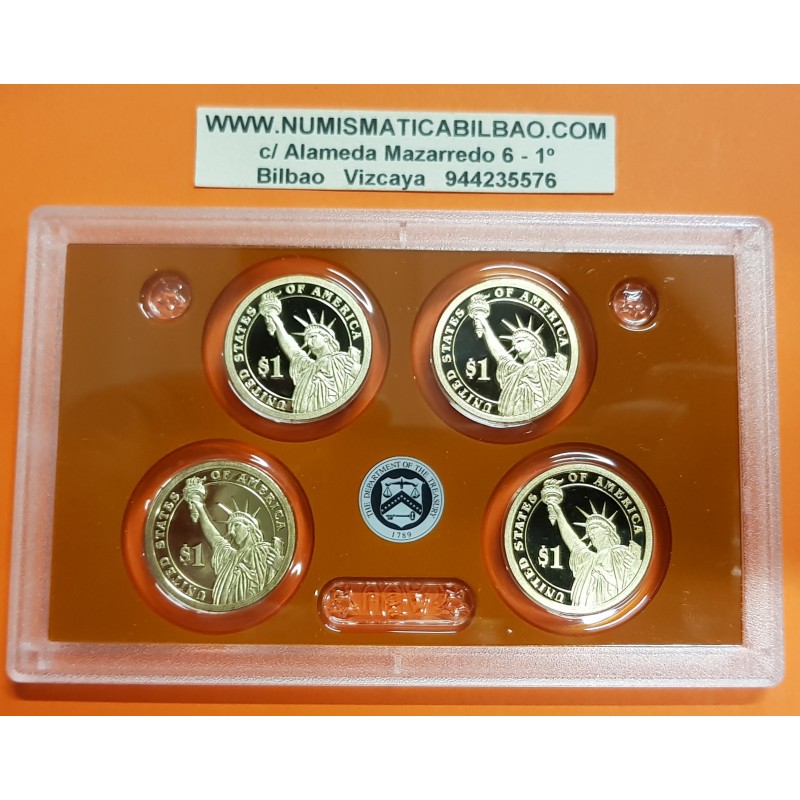 WWW.NUMISMATICABILBAO.COM
c/ Alameda Mazarredo 6 - 1º
Bilbao Vizcaya 944235576
UNITED STATES OF AMERICA
$1
UNITED STATES OF AMERICA
$1
UNITED STATES OF AMERICA
$1
THE DEPARTMENT OF THE TREASURY
1789
UNITED STATES OF AMERICA
$1